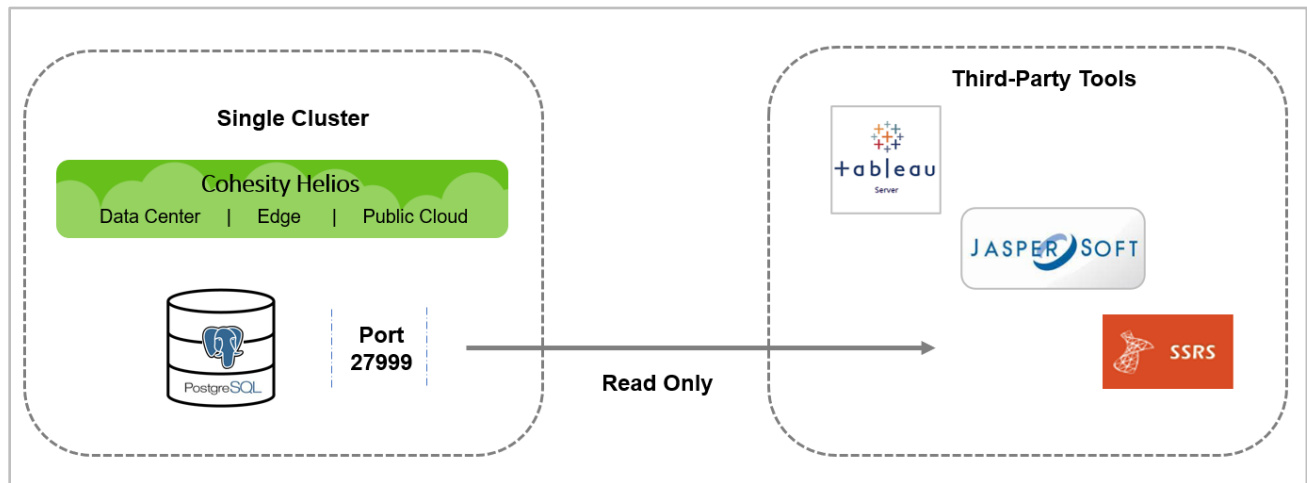 Single Cluster
Cohesity Helios
Data Center | Edge | Public Cloud
PostgreSQL
Port
27999
Read Only
Third-Party Tools
+ableau
Server
JASPERSOFT
SSRS